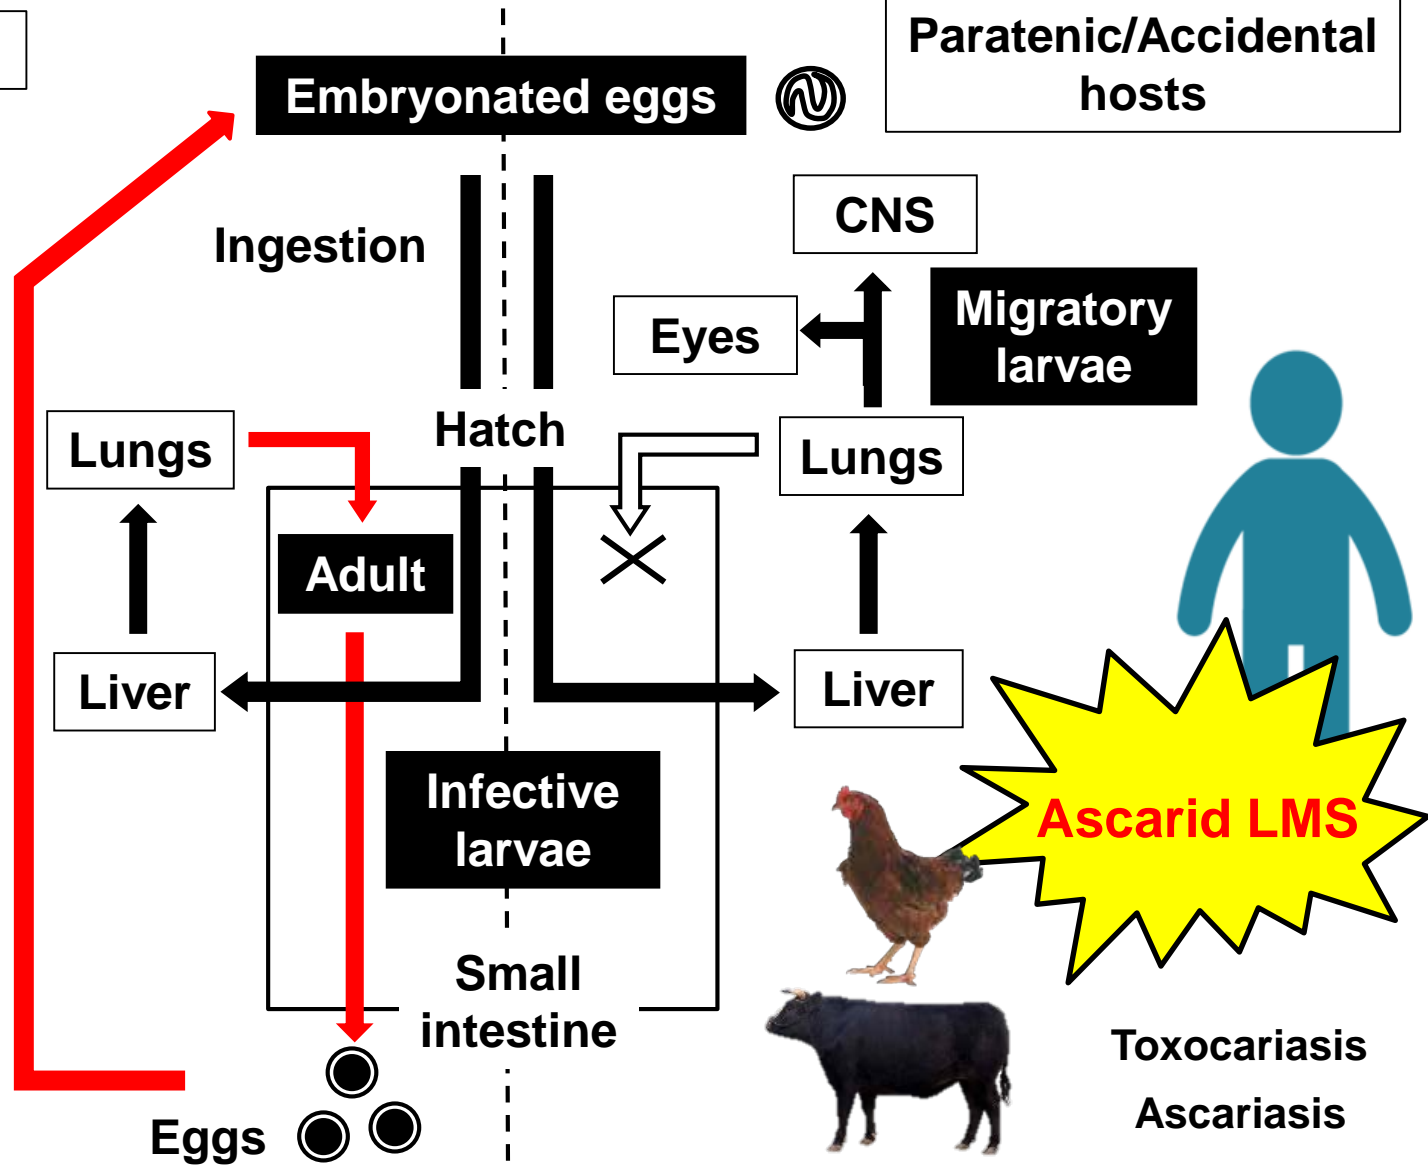 Paratenic/Accidental
hosts
Embryonated eggs
CNS
Ingestion
Migratory
larvae
Eyes
Hatch
Lungs
Lungs
Adult
Liver
Liver
Infective
larvae
Ascarid LMS
Small
intestine
Toxocariasis
Ascariasis
Eggs